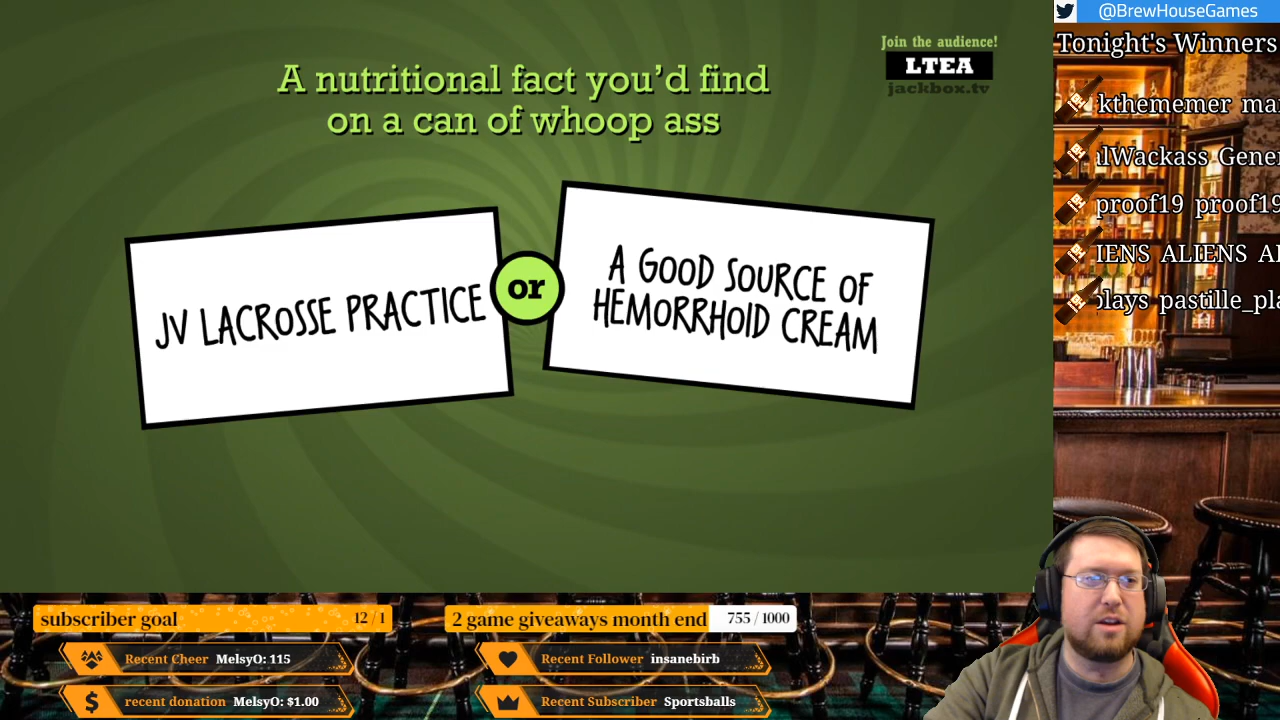 @BrewHouseGames
Tonight's Winners
Join the audience!
LTEA
jackbox.tv
A nutritional fact you'd find
on a can of whoop ass
JV LACROSSE PRACTICE
or
A GOOD SOURCE OF
HEMORRHOID CREAM
kthememer
lWackass
proof19 proof19
IENS ALIENS
plays
subscriber goal 12 / 1
2 game giveaways month end 755 / 1000
Recent Cheer MelsyO: 115
Recent Follower insanebirb
recent donation MelsyO: $1.00
Recent Subscriber Sportsballs